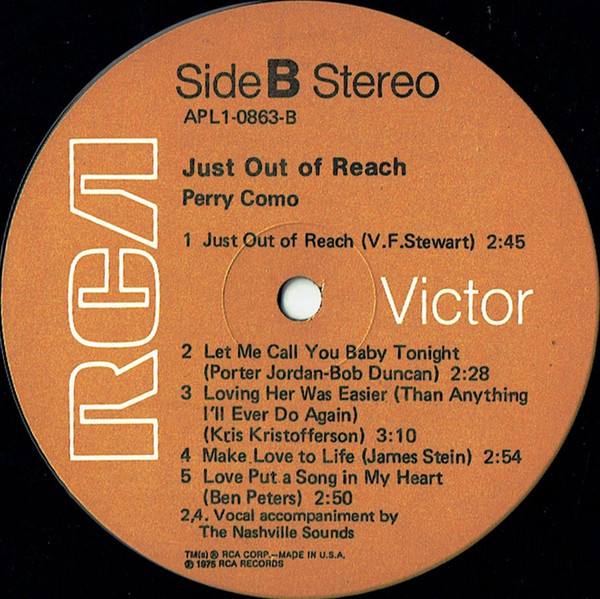 Side B Stereo
APL1-0863-B
Just Out of Reach
Perry Como
1 Just Out of Reach (V.F.Stewart) 2:45
RCA
Victor
2 Let Me Call You Baby Tonight
(Porter Jordan-Bob Duncan) 2:28
3 Loving Her Was Easier (Than Anything
I'll Ever Do Again)
(Kris Kristofferson) 3:10
4 Make Love to Life (James Stein) 2:54
5 Love Put a Song in My Heart
(Ben Peters) 2:50
2,4. Vocal accompaniment by
The Nashville Sounds
TM(s) ® RCA CORP.—MADE IN U.S.A.
℗ 1975 RCA RECORDS